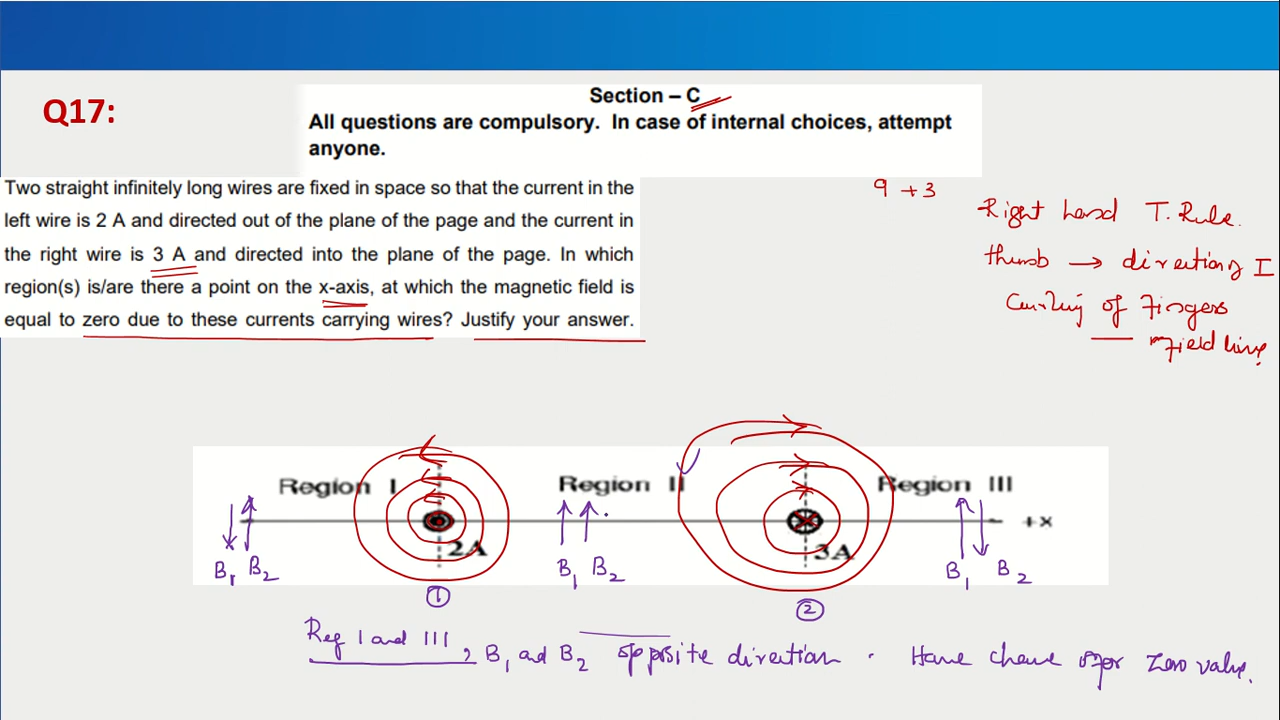 Q17:
Section – C
All questions are compulsory. In case of internal choices, attempt
anyone.
Two straight infinitely long wires are fixed in space so that the current in the
left wire is 2 A and directed out of the plane of the page and the current in
the right wire is 3 A and directed into the plane of the page. In which
region(s) is/are there a point on the x-axis, at which the magnetic field is
equal to zero due to these currents carrying wires? Justify your answer.
9 + 3
Right hand T. Rule.
thumb → direction of I
Curling of Fingers
— Field line
Region I
Region II
Region III
2A
3A
+x
B1 B2
B1 B2
B1 B2
①
②
Reg I and III, B1 and B2 opposite direction. Have for zero value.